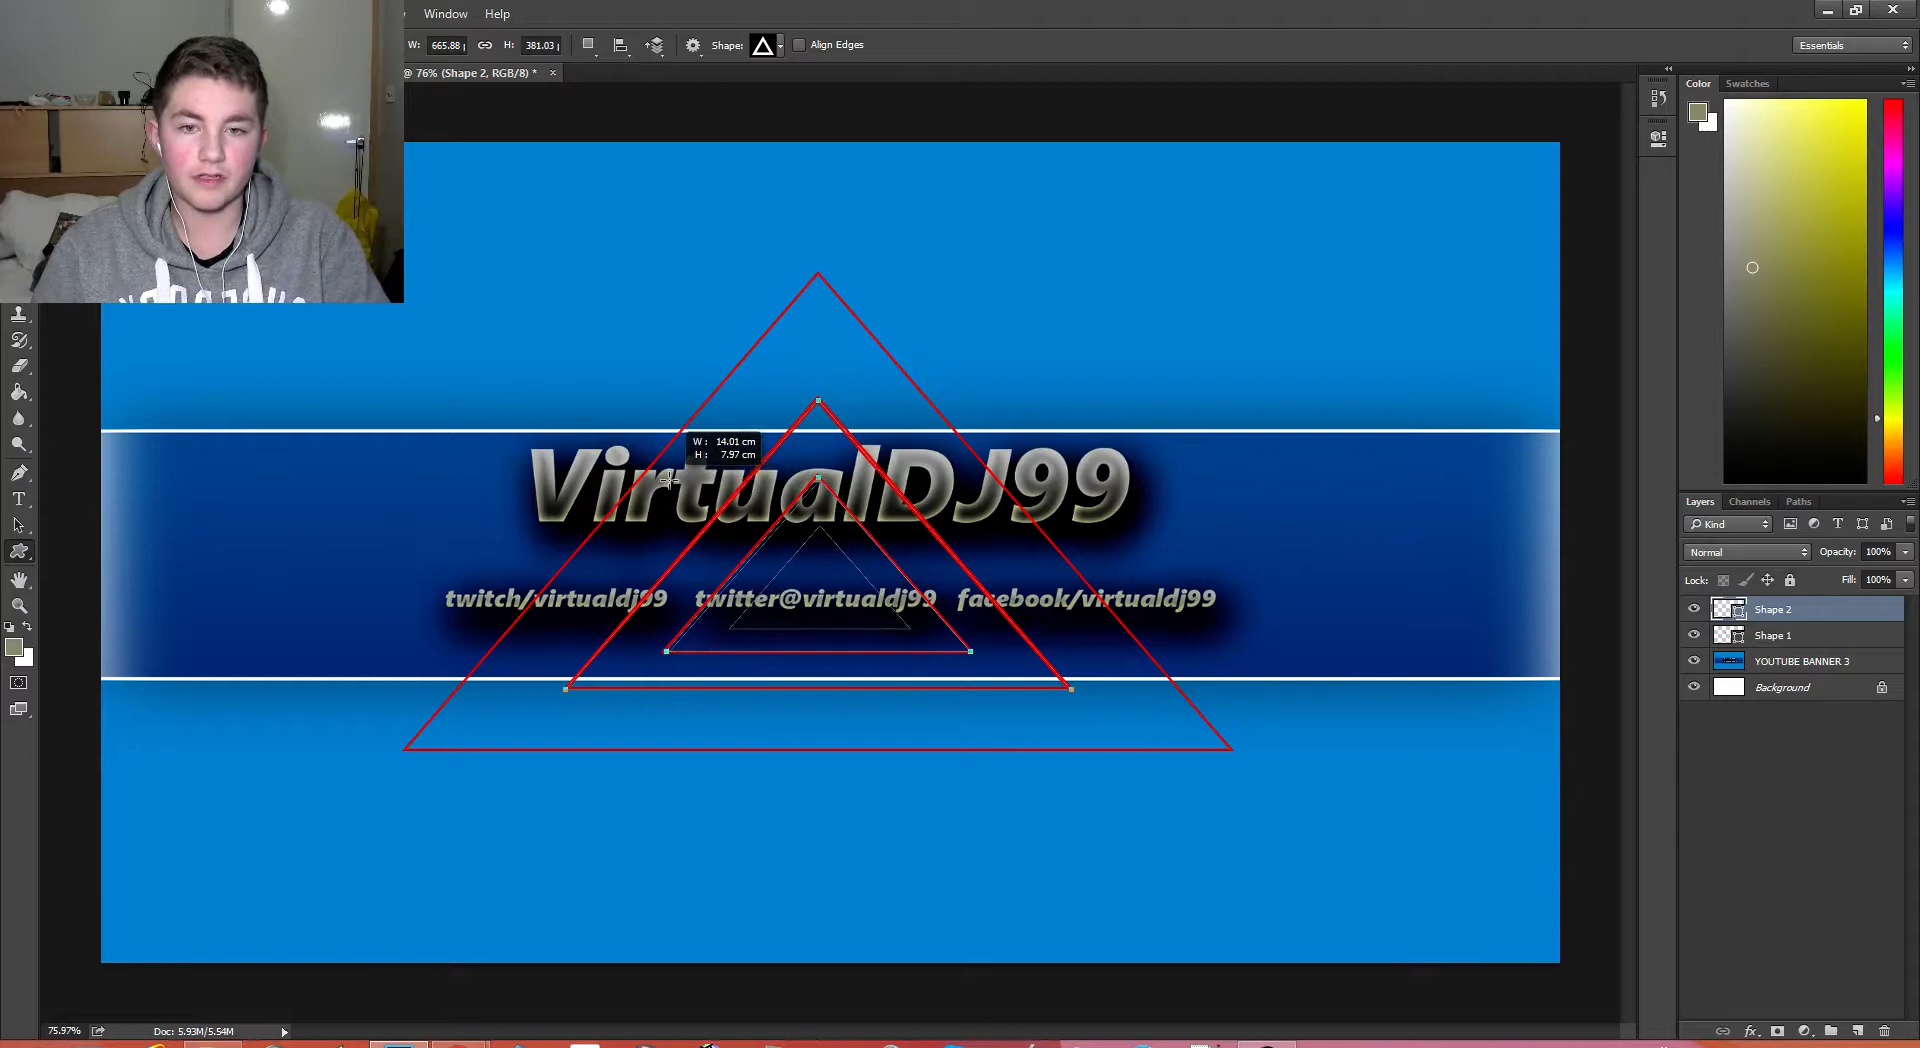 Window Help
W: 665.88 H: 381.03 Shape: Align Edges Essentials
@ 76% (Shape 2, RGB/8) * ×
Color Swatches
W: 14.01 cm
H: 7.97 cm
VirtualDJ99
twitch/virtualdj99 twitter@virtualdj99 facebook/virtualdj99
Layers Channels Paths
Kind
Normal Opacity: 100%
Lock: Fill: 100%
Shape 2
Shape 1
YOUTUBE BANNER 3
Background
75.97% Doc: 5.93M/5.54M